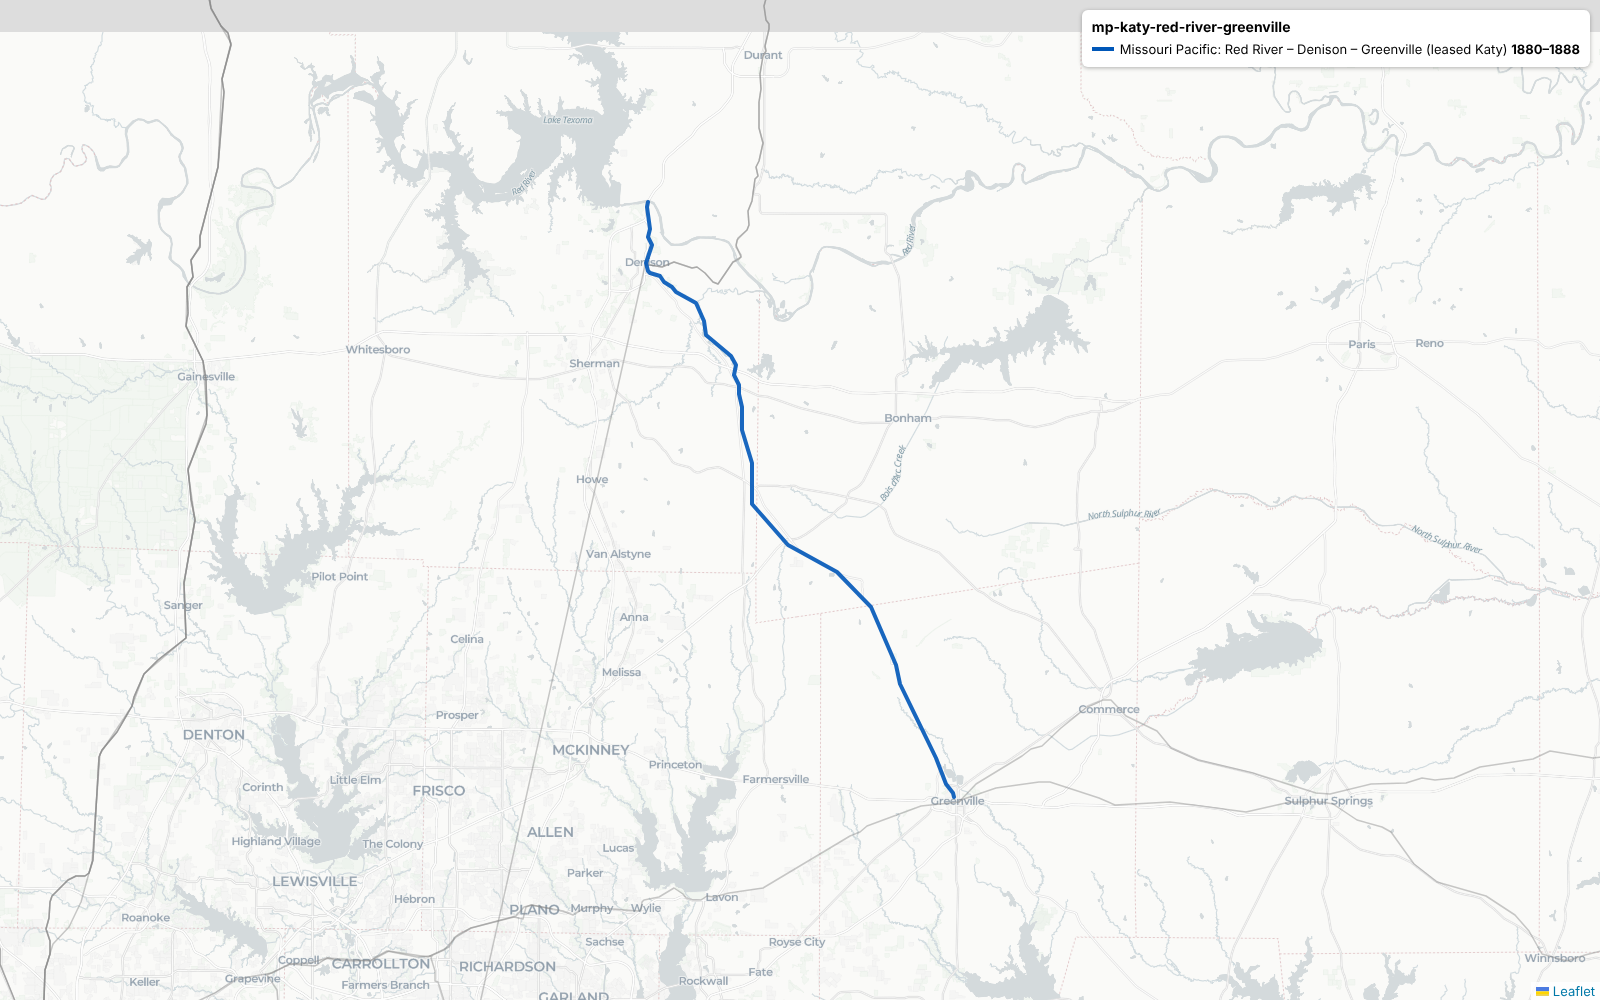 mp-katy-red-river-greenville
Missouri Pacific: Red River – Denison – Greenville (leased Katy) 1880–1888
Durant
Lake Texoma
Red River
Red River
Denison
Whitesboro
Sherman
Gainesville
Paris
Reno
Bonham
Bois d'Arc Creek
Howe
North Sulphur River
North Sulphur River
Van Alstyne
Pilot Point
Sanger
Anna
Celina
Melissa
Commerce
Prosper
DENTON
MCKINNEY
Princeton
Farmersville
Little Elm
Corinth
FRISCO
Greenville
Sulphur Springs
ALLEN
Highland Village
The Colony
Lucas
Parker
LEWISVILLE
Hebron
Lavon
PLANO
Murphy
Wylie
Roanoke
Sachse
Royse City
Coppell
CARROLLTON
RICHARDSON
Winnsboro
Fate
Keller
Grapevine
Farmers Branch
Rockwall
GARLAND
Leaflet